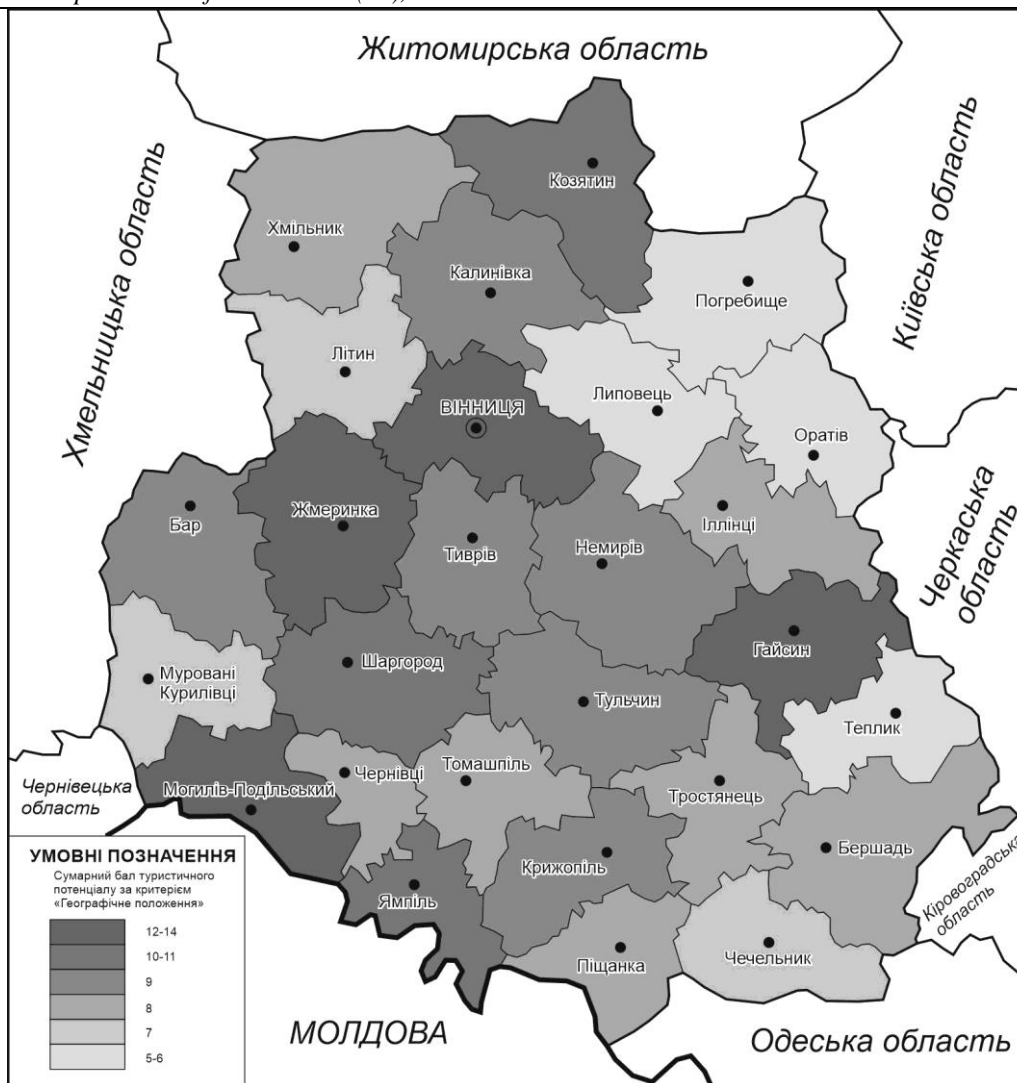 Житомирська область
Київська область
Хмельницька область
Козятин
Хмільник
Калинівка
Погребище
Літин
Липовець
ВІННИЦЯ
Оратів
Черкаська
область
Бар
Жмеринка
Іллінці
Тиврів
Немирів
Гайсин
Шаргород
Муровані
Курилівці
Тульчин
Теплик
Чернівецька
область
Могилів-Подільський
Чернівці
Томашпіль
Тростянець
Бершадь
Крижопіль
Ямпіль
Кіровоградська
область
Піщанка
Чечельник
МОЛДОВА
Одеська область
УМОВНІ ПОЗНАЧЕННЯ
Сумарний бал туристичного
потенціалу за критерієм
«Географічне положення»
12-14
10-11
9
8
7
5-6